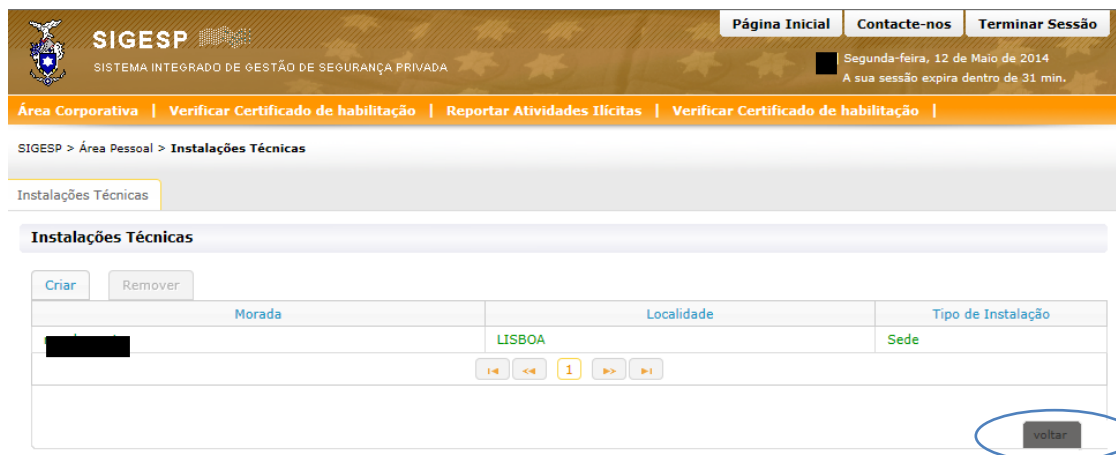 Página Inicial Contacte-nos Terminar Sessão
SIGESP
SISTEMA INTEGRADO DE GESTÃO DE SEGURANÇA PRIVADA
Segunda-feira, 12 de Maio de 2014
A sua sessão expira dentro de 31 min.
Área Corporativa | Verificar Certificado de habilitação | Reportar Atividades Ilícitas | Verificar Certificado de habilitação |
SIGESP > Área Pessoal > Instalações Técnicas
Instalações Técnicas
Instalações Técnicas
Criar Remover
Morada Localidade Tipo de Instalação
LISBOA Sede
1
voltar